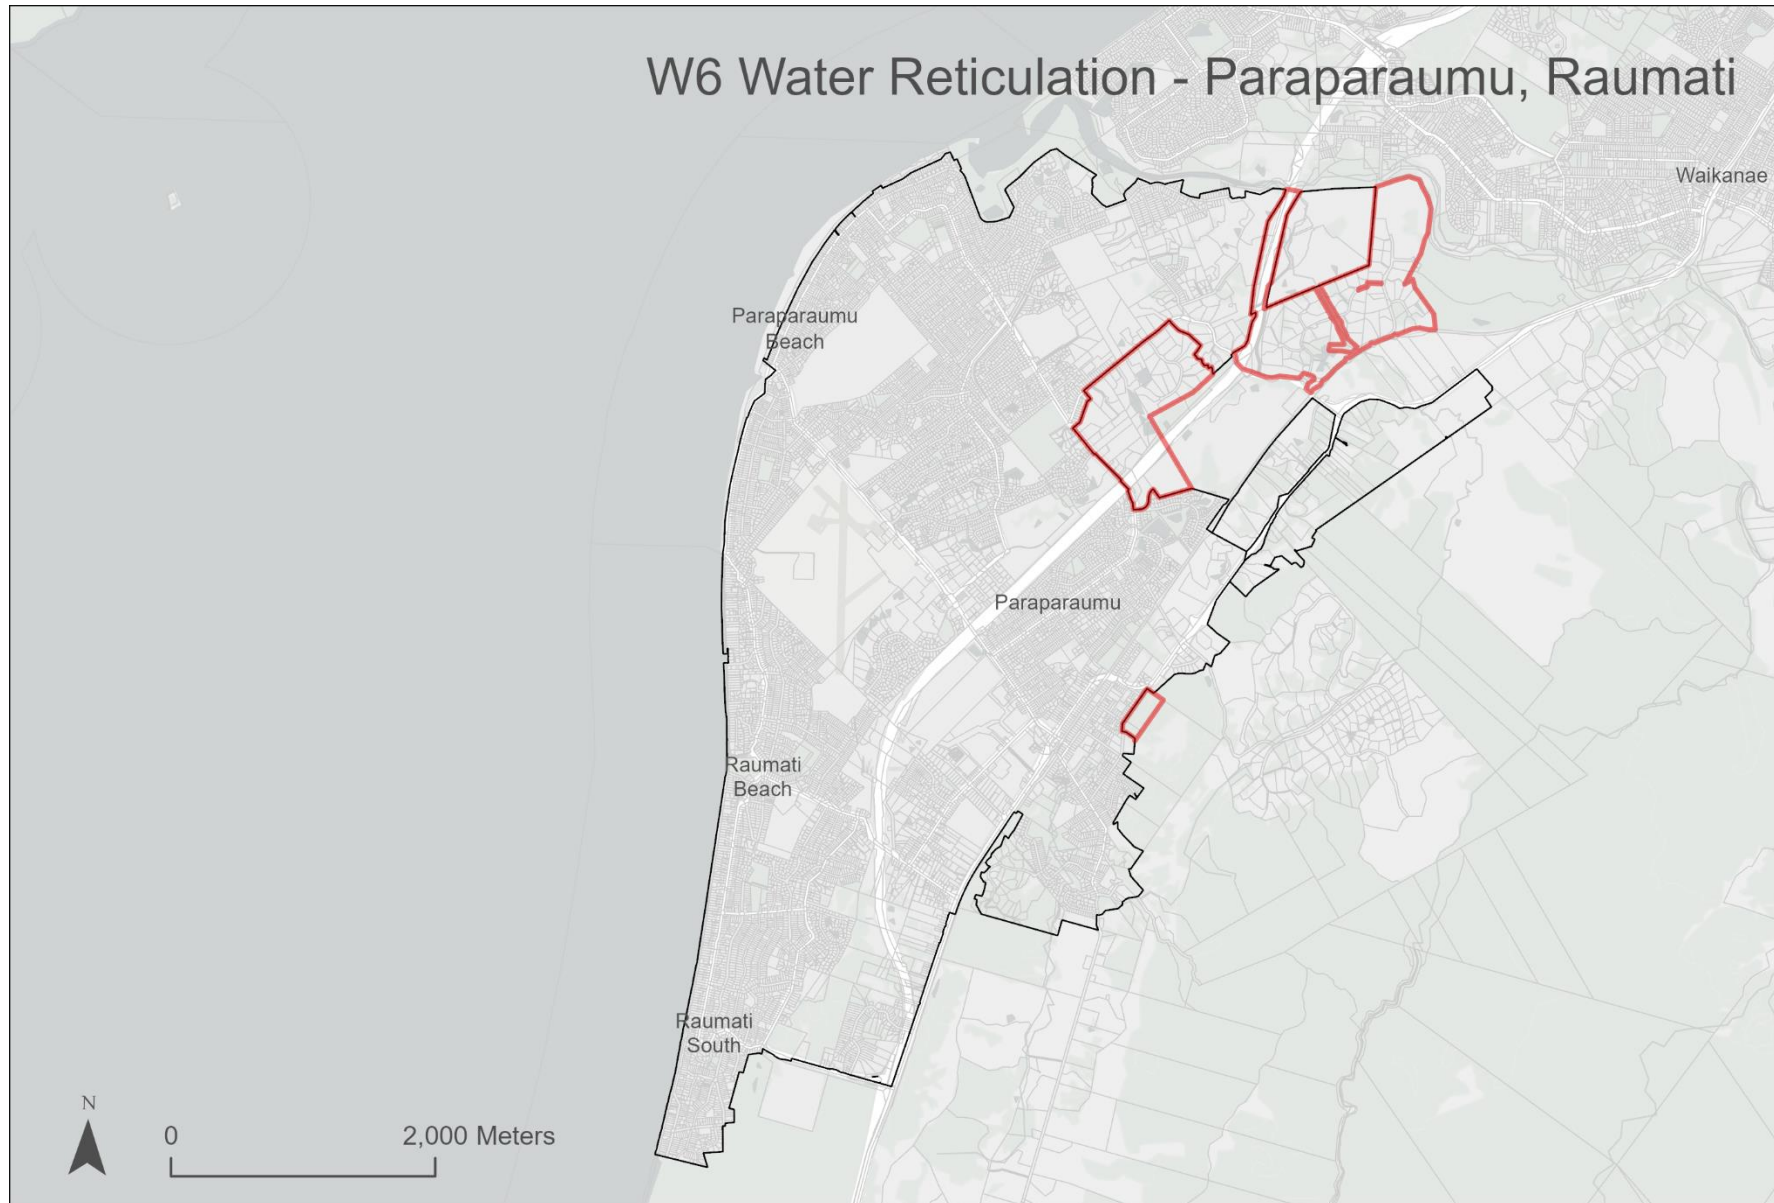 W6 Water Reticulation - Paraparaumu, Raumati
Waikanae
Paraparaumu
Beach
Paraparaumu
Raumati
Beach
Raumati
South
N
0
2,000 Meters